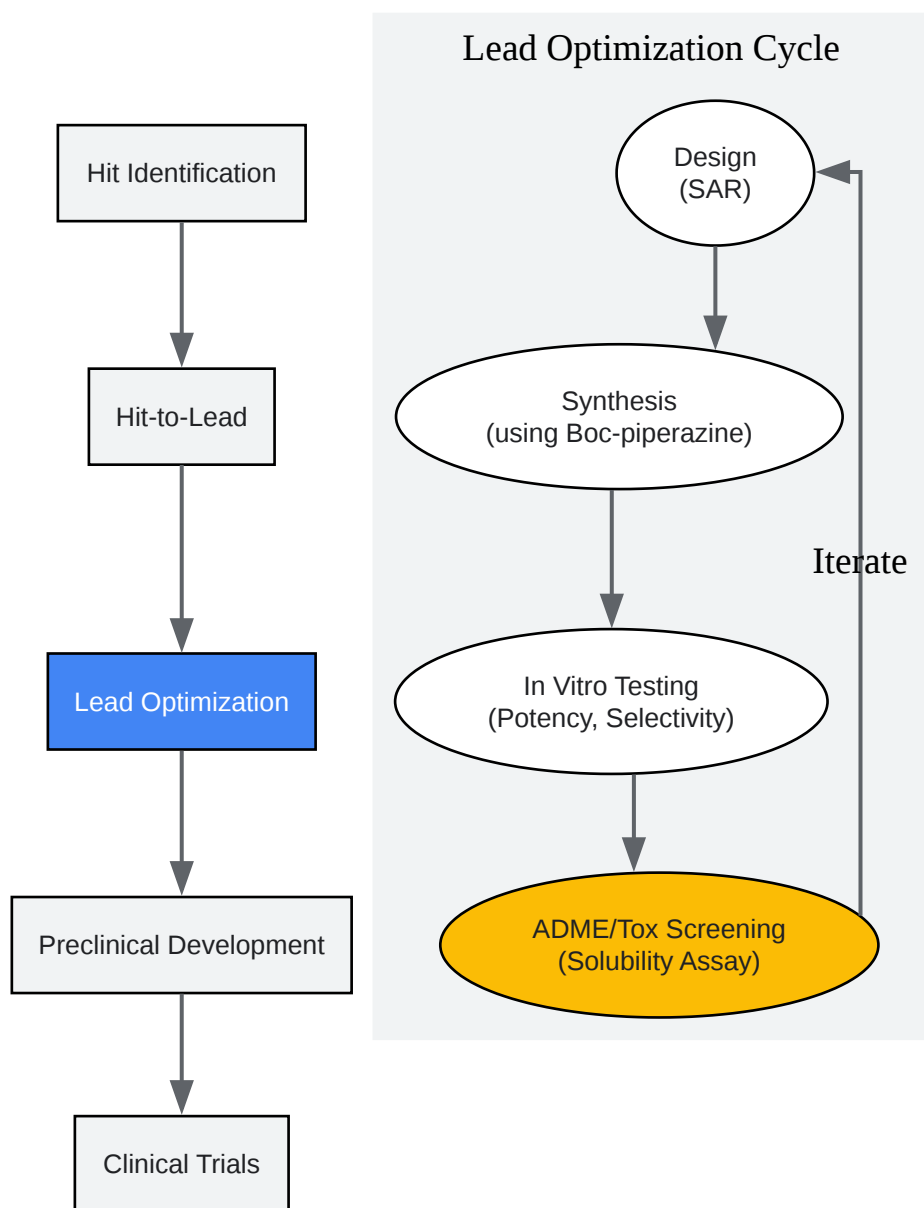 Lead Optimization Cycle
Hit Identification
Hit-to-Lead
Lead Optimization
Preclinical Development
Clinical Trials
Design
(SAR)
Synthesis
(using Boc-piperazine)
Iterate
In Vitro Testing
(Potency, Selectivity)
ADME/Tox Screening
(Solubility Assay)